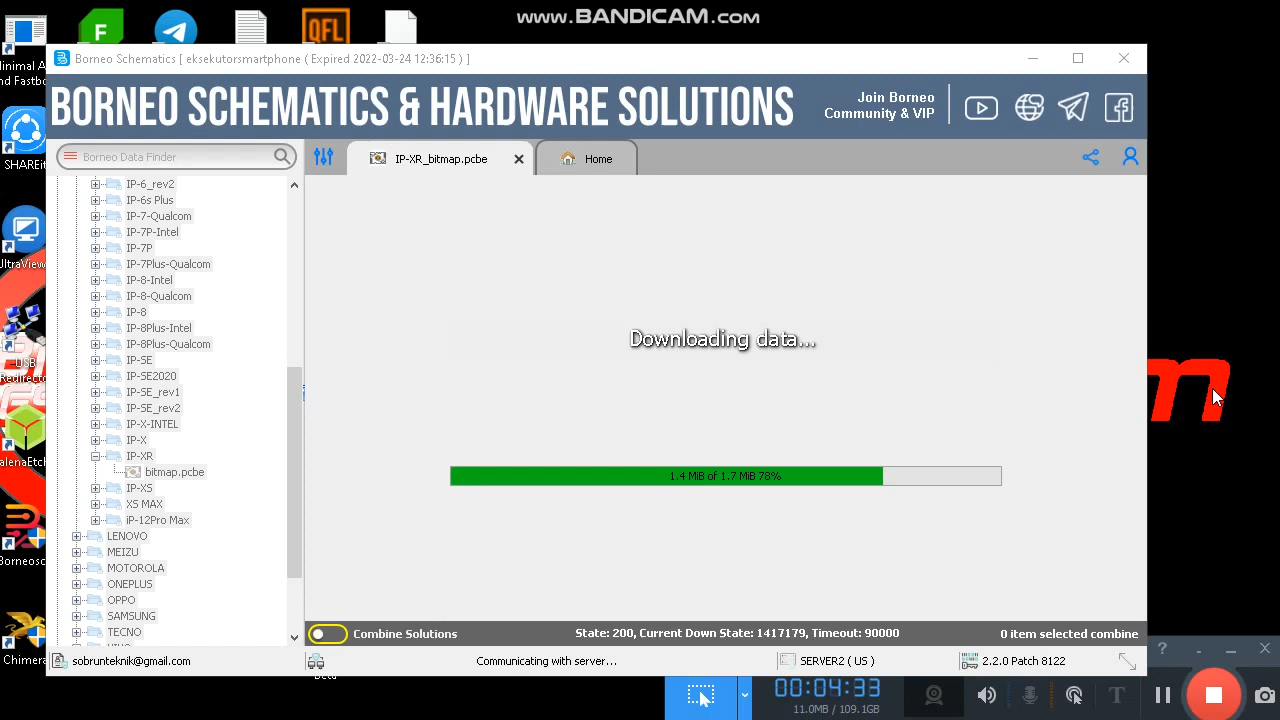 www.BANDICAM.com
QFL
Minimal A
nd Fastbo
SHAREit
UltraView
USB
Redirecto
alenaEtch
Borneosc
Chimera
Borneo Schematics [ eksekutorsmartphone ( Expired 2022-03-24 12:36:15 ) ]
BORNEO SCHEMATICS & HARDWARE SOLUTIONS
Join Borneo
Community & VIP
Borneo Data Finder
IP-XR_bitmap.pcbe
Home
IP-6_rev2
IP-6s Plus
IP-7-Qualcom
IP-7P-Intel
IP-7P
IP-7Plus-Qualcom
IP-8-Intel
IP-8-Qualcom
IP-8
IP-8Plus-Intel
IP-8Plus-Qualcom
IP-SE
IP-SE2020
IP-SE_rev1
IP-SE_rev2
IP-X-INTEL
IP-X
IP-XR
bitmap.pcbe
IP-XS
XS MAX
iP-12Pro Max
LENOVO
MEIZU
MOTOROLA
ONEPLUS
OPPO
SAMSUNG
TECNO
Downloading data...
1.4 MiB of 1.7 MiB 78%
Combine Solutions
State: 200, Current Down State: 1417179, Timeout: 90000
0 item selected combine
sobrunteknik@gmail.com
Communicating with server...
SERVER2 ( US )
2.2.0 Patch 8122
00:04:33
11.0MB / 109.1GB